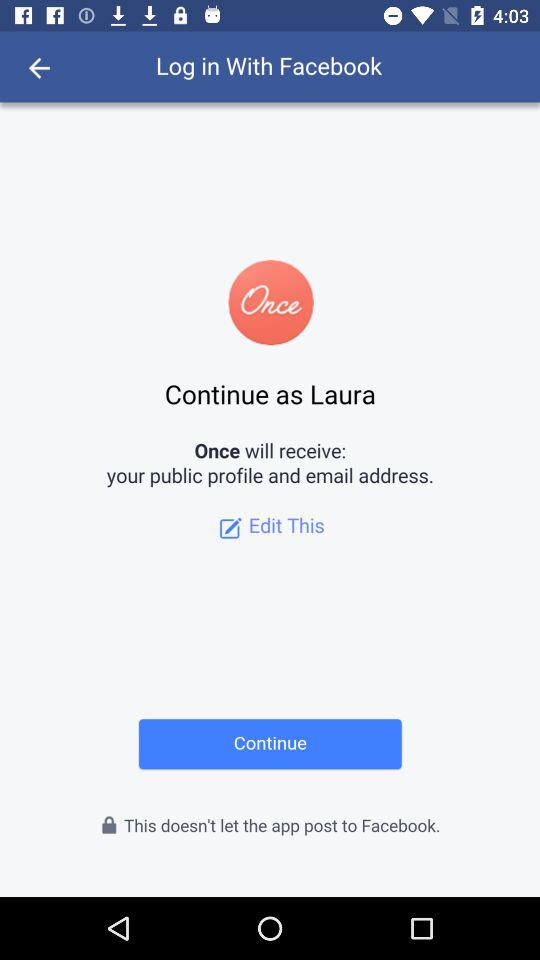 4:03
Log in With Facebook
Once
Continue as Laura
Once will receive:
your public profile and email address.
Edit This
Continue
This doesn't let the app post to Facebook.